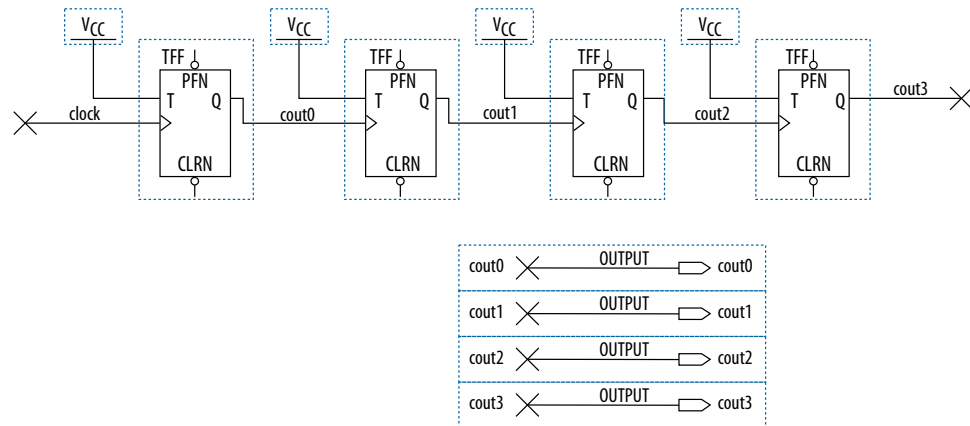 VCC VCC VCC VCC
TFF TFF TFF TFF
PFN PFN PFN PFN
T Q T Q T Q T Q
cout3
clock cout0 cout1 cout2
CLRN CLRN CLRN CLRN
cout0 OUTPUT cout0
cout1 OUTPUT cout1
cout2 OUTPUT cout2
cout3 OUTPUT cout3